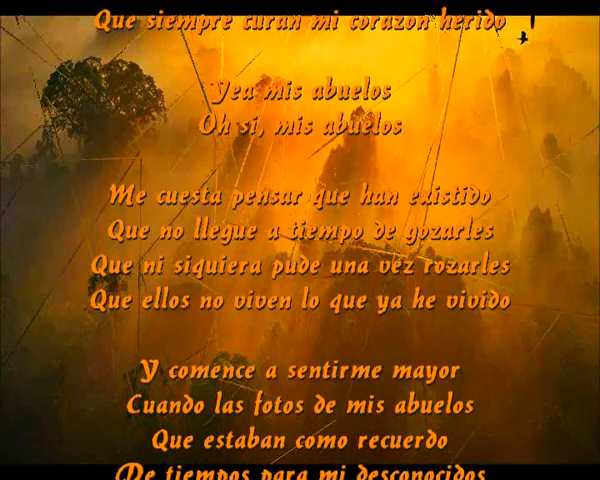 Que siempre curan mi corazon herido
Yea mis abuelos
Oh si, mis abuelos
Me cuesta pensar que han existido
Que no llegue a tiempo de gozarles
Que ni siquiera pude una vez rozarles
Que ellos no viven lo que ya he vivido
Y comence a sentirme mayor
Cuando las fotos de mis abuelos
Que estaban como recuerdo
De tiempos para mi desconocidos